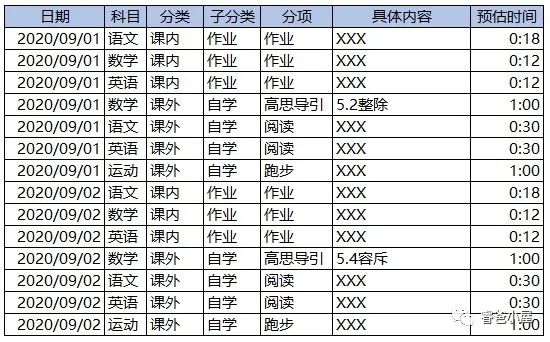 日期 科目 分类 子分类 分项 具体内容 预估时间
2020/09/01 语文 课内 作业 作业 XXX 0:18
2020/09/01 数学 课内 作业 作业 XXX 0:12
2020/09/01 英语 课内 作业 作业 XXX 0:12
2020/09/01 数学 课外 自学 高思导引 5.2整除 1:00
2020/09/01 语文 课外 自学 阅读 XXX 0:30
2020/09/01 英语 课外 自学 阅读 XXX 0:30
2020/09/01 运动 课外 自学 跑步 XXX 1:00
2020/09/02 语文 课内 作业 作业 XXX 0:18
2020/09/02 数学 课内 作业 作业 XXX 0:12
2020/09/02 英语 课内 作业 作业 XXX 0:12
2020/09/02 数学 课外 自学 高思导引 5.4容斥 1:00
2020/09/02 语文 课外 自学 阅读 XXX 0:30
2020/09/02 英语 课外 自学 阅读 XXX 0:30
2020/09/02 运动 课外 自学 跑步 XXX 1:00
睿爸小屋